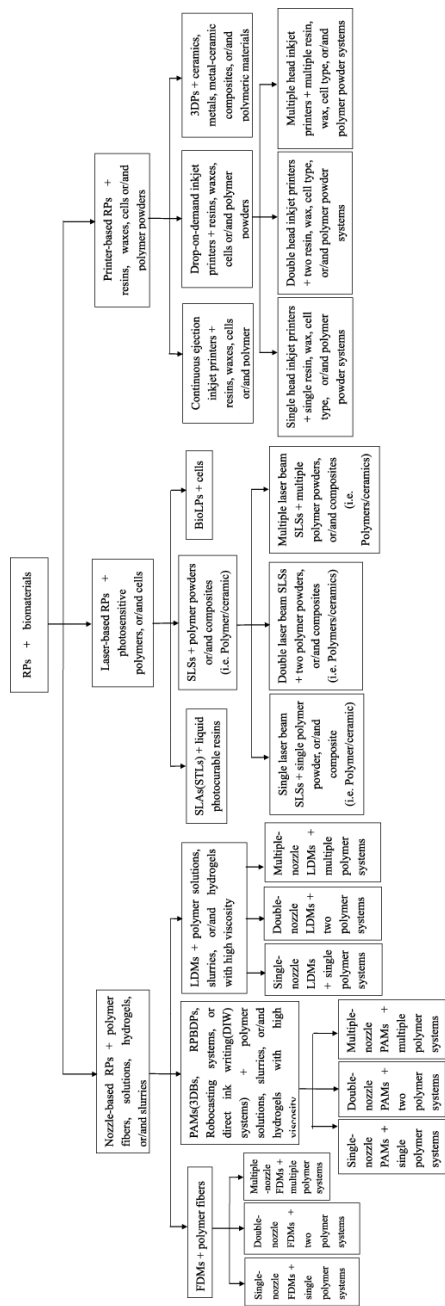 RPs + biomaterials
Nozzle-based RPs + polymer
fibers, solutions, hydrogels,
or/and slurries
Laser-based RPs +
photosensitive
polymers, or/and cells
Printer-based RPs +
resins, waxes, cells or/and
polymer powders
FDMs + polymer fibers
PAMs(3DBs, RPBDPs,
Robocasting systems, or
direct ink writing(DIW)
systems) + polymer
solutions, slurries, or/and
hydrogels with high
viscosity
LDMs + polymer solutions,
slurries, or/and hydrogels
with high viscosity
SLAs(STLs) + liquid
photocurable resins
SLSs + polymer powders
or/and composites
(i.e. Polymer/ceramic)
BioLPs + cells
Continuous ejection
inkjet printers +
resins, waxes, cells
or/and polymer
Drop-on-demand inkjet
printers + resins, waxes,
cells or/and polymer
powders
3DPs + ceramics,
metals, metal-ceramic
composites, or/and
polymeric materials
Single-
nozzle
FDMs +
single
polymer
systems
Double-
nozzle
FDMs +
two
polymer
systems
Multiple
-nozzle
FDMs +
multiple
polymer
systems
Single-
nozzle
PAMs +
single
polymer
systems
Double-
nozzle
PAMs +
two
polymer
systems
Multiple-
nozzle
PAMs +
multiple
polymer
systems
Single-
nozzle
LDMs
+ single
polymer
systems
Double-
nozzle
LDMs +
two
polymer
systems
Multiple-
nozzle
LDMs +
multiple
polymer
systems
Single laser beam
SLSs + single polymer
powder, or/and
composite
(i.e. Polymer/ceramic)
Double laser beam SLSs
+ two polymer powders,
or/and composites
(i.e. Polymers/ceramics)
Multiple laser beam
SLSs + multiple
polymer powders,
or/and composites
(i.e.
Polymers/ceramics)
Single head inkjet printers
+ single resin, wax, cell
type, or/and polymer
powder systems
Double head inkjet printers
+ two resin, wax, cell type,
or/and polymer powder
systems
Multiple head inkjet
printers + multiple resin,
wax, cell type, or/and
polymer powder systems